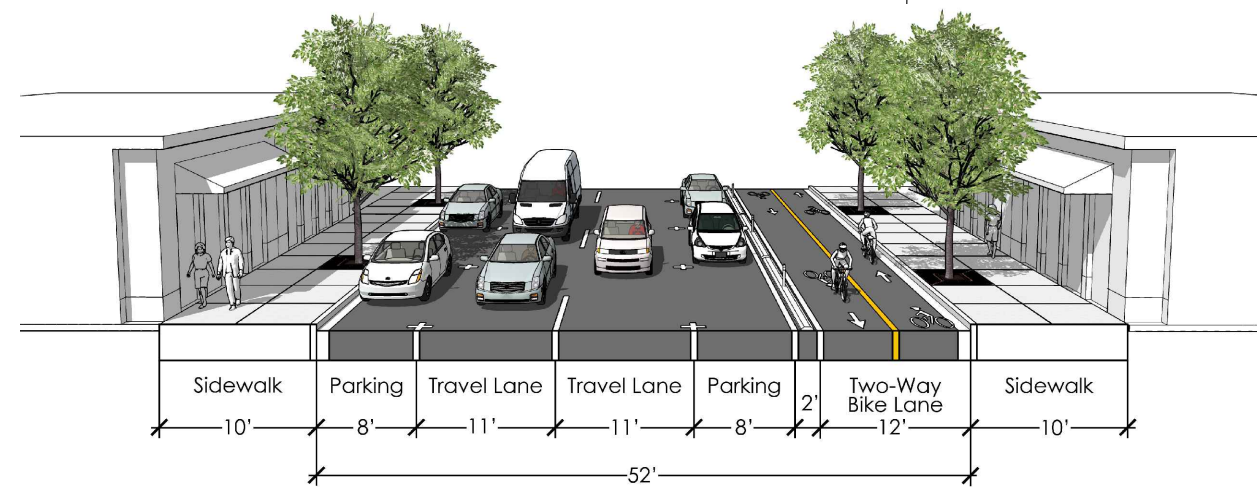 Sidewalk
Parking
Travel Lane
Travel Lane
Parking
2'
Two-Way
Bike Lane
Sidewalk
10'
8'
11'
11'
8'
12'
10'
52'